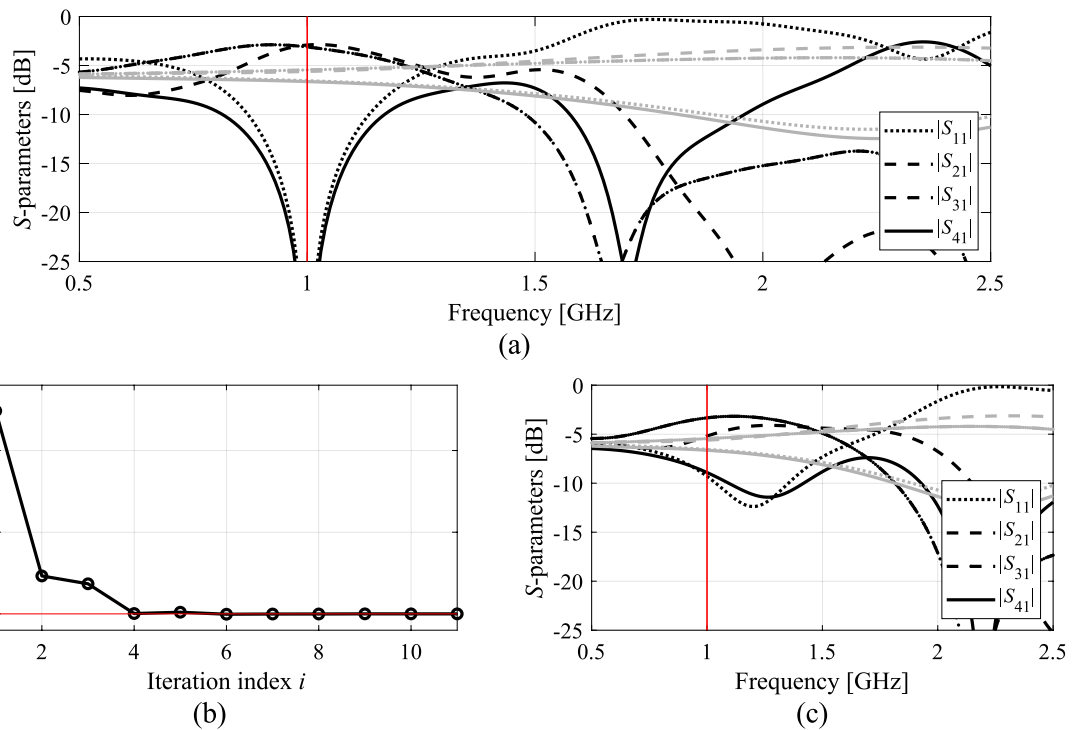 0
-5
-10
-15
-20
-25
S-parameters [dB]
|S11|
|S21|
|S31|
|S41|
0.5 1 1.5 2 2.5
Frequency [GHz]
(a)
2 4 6 8 10
Iteration index i
(b)
0
-5
-10
-15
-20
-25
S-parameters [dB]
|S11|
|S21|
|S31|
|S41|
0.5 1 1.5 2 2.5
Frequency [GHz]
(c)